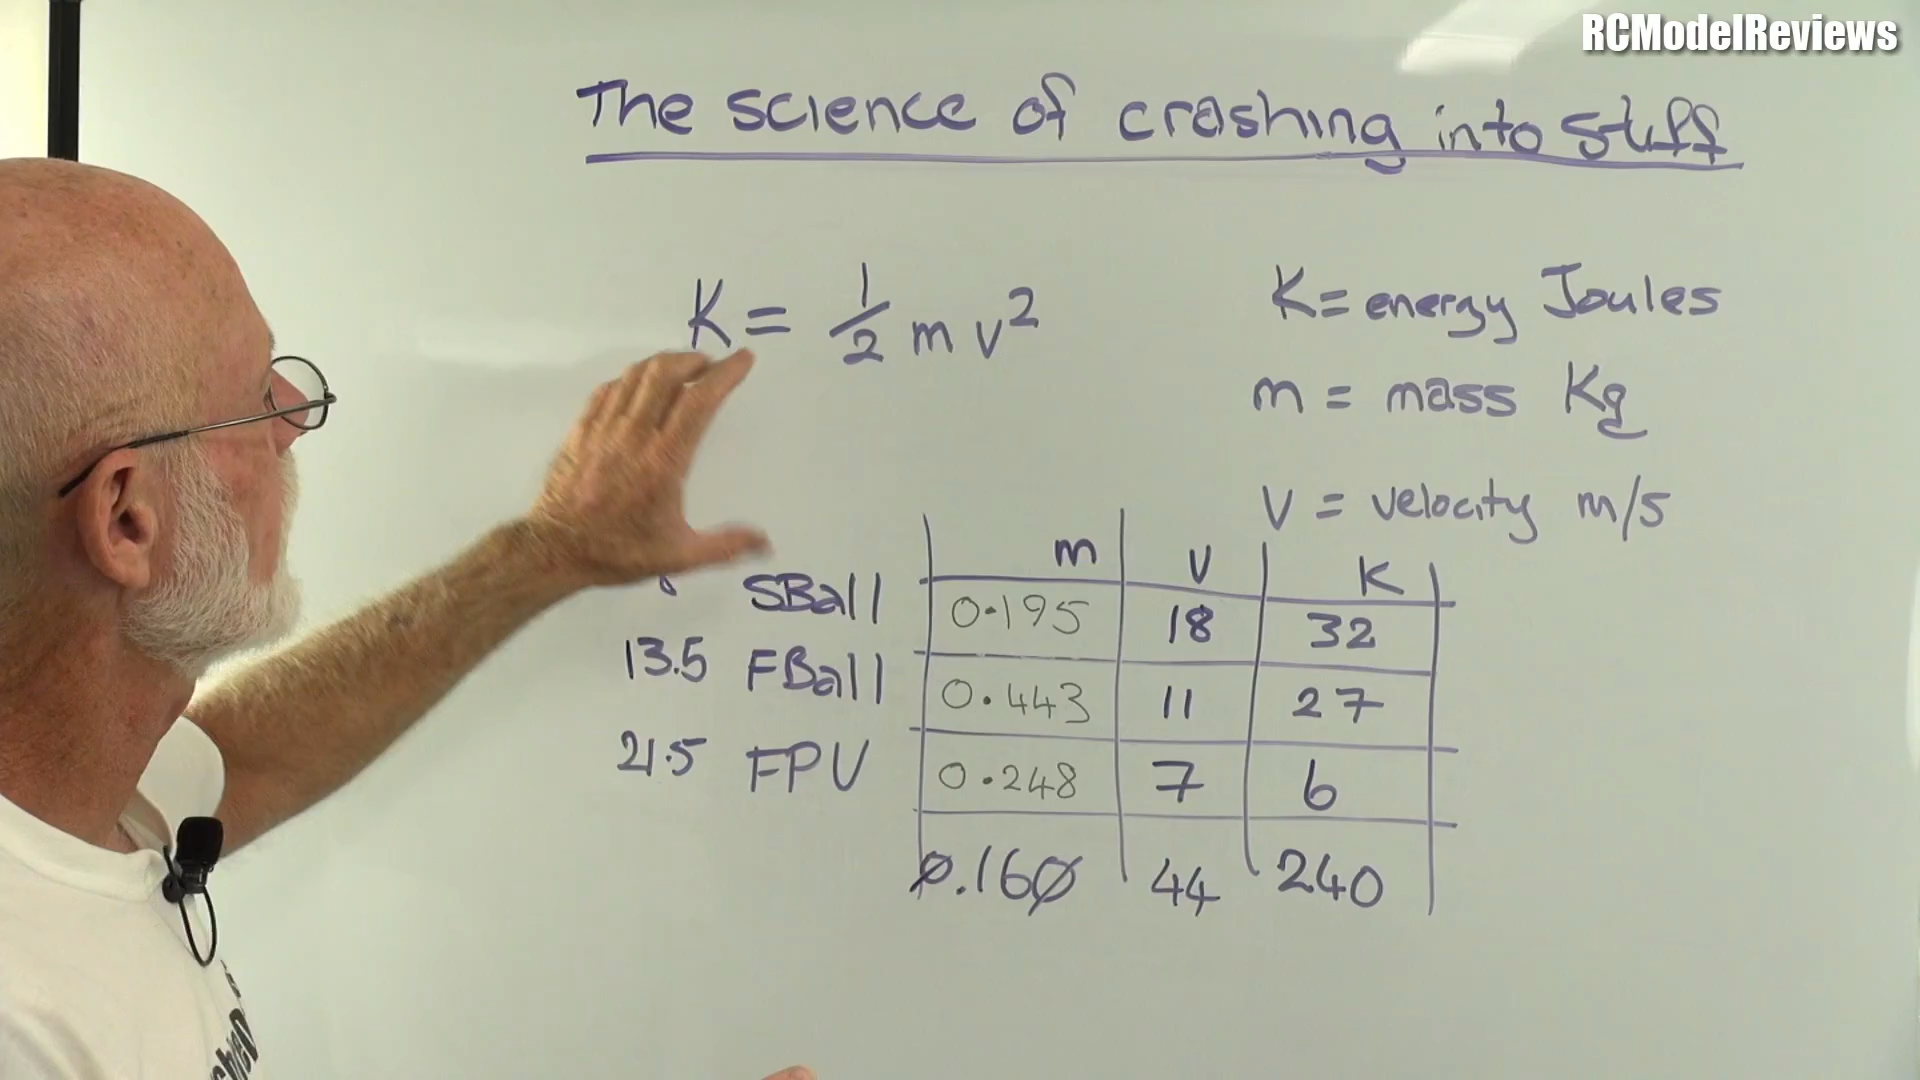 RCModelReviews
The science of crashing into stuff
K = 1/2 m v²
K = energy Joules
m = mass Kg
V = velocity m/s
m V K
SBall 0.195 18 32
13.5 FBall 0.443 11 27
21.5 FPV 0.248 7 6
0.160 44 240